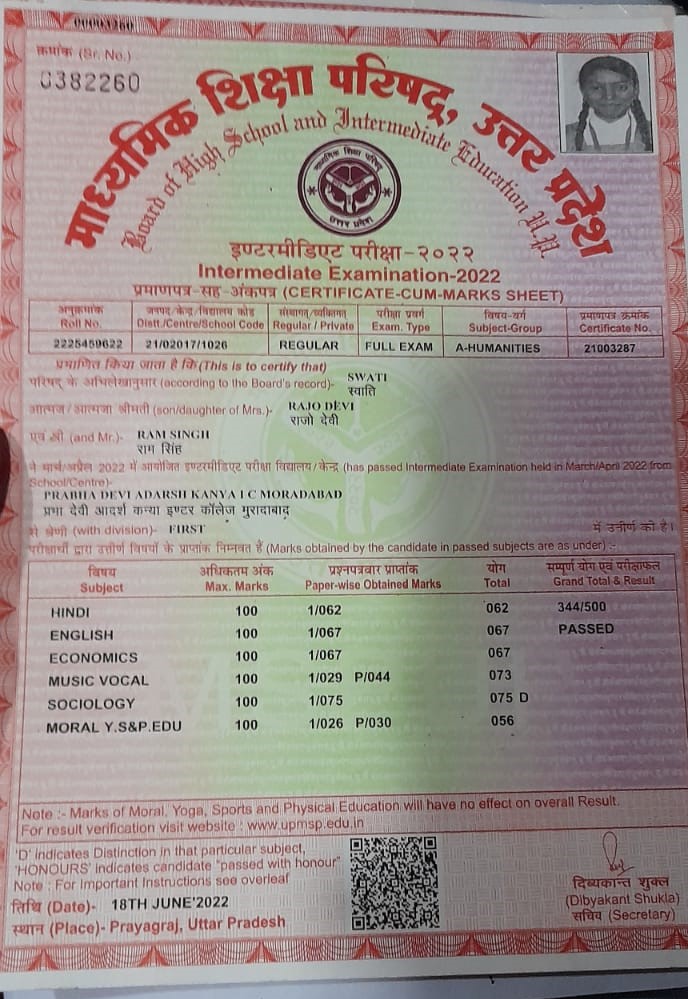 00003260
क्रमांक (Sr. No.)
0382260
माध्यमिक शिक्षा परिषद्, उत्तर प्रदेश
Board of High School and Intermediate Education U.P.
माध्यमिक शिक्षा परिषद्
उत्तर प्रदेश
इण्टरमीडिएट परीक्षा-२०२२
Intermediate Examination-2022
प्रमाणपत्र-सह-अंकपत्र (CERTIFICATE-CUM-MARKS SHEET)
अनुक्रमांक जनपद/केन्द्र/विद्यालय कोड संस्थागत/व्यक्तिगत परीक्षा प्रकार विषय-वर्ग प्रमाणपत्र क्रमांक
Roll No. Distt./Centre/School Code Regular / Private Exam. Type Subject-Group Certificate No.
2225459622 21/02017/1026 REGULAR FULL EXAM A-HUMANITIES 21003287
प्रमाणित किया जाता है कि (This is to certify that)
परिषद् के अभिलेखानुसार (according to the Board's record)- SWATI
स्वाति
आत्मज / आत्मजा श्रीमती (son/daughter of Mrs.)- RAJO DEVI
राजो देवी
एवं श्री (and Mr.)- RAM SINGH
राम सिंह
ने मार्च/अप्रैल 2022 में आयोजित इण्टरमीडिएट परीक्षा विद्यालय/केन्द्र (has passed Intermediate Examination held in March/April 2022 from
School/Centre)-
PRABHA DEVI ADARSH KANYA I C MORADABAD
प्रभा देवी आदर्श कन्या इण्टर कॉलेज मुरादाबाद
से श्रेणी (with division)- FIRST में उत्तीर्ण की है।
परीक्षार्थी द्वारा उत्तीर्ण विषयों के प्राप्तांक निम्नवत हैं (Marks obtained by the candidate in passed subjects are as under) :-
विषय अधिकतम अंक प्रश्नपत्रवार प्राप्तांक योग सम्पूर्ण योग एवं परीक्षाफल
Subject Max. Marks Paper-wise Obtained Marks Total Grand Total & Result
HINDI 100 1/062 062 344/500
ENGLISH 100 1/067 067 PASSED
ECONOMICS 100 1/067 067
MUSIC VOCAL 100 1/029 P/044 073
SOCIOLOGY 100 1/075 075 D
MORAL Y.S&P.EDU 100 1/026 P/030 056
Note :- Marks of Moral, Yoga, Sports and Physical Education will have no effect on overall Result.
For result verification visit website : www.upmsp.edu.in
'D' indicates Distinction in that particular subject,
'HONOURS' indicates candidate "passed with honour"
Note : For Important Instructions see overleaf
तिथि (Date)- 18TH JUNE'2022
स्थान (Place)- Prayagraj, Uttar Pradesh
दिव्यकान्त शुक्ल
(Dibyakant Shukla)
सचिव (Secretary)